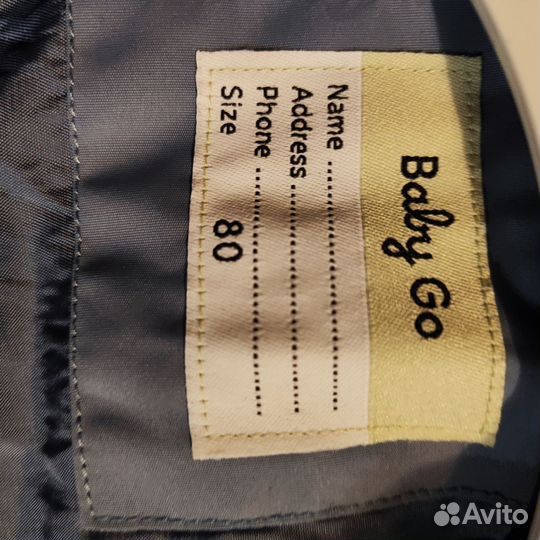 Baby Go
Name ........................
Address ........................
Phone ........................
Size 80
Avito